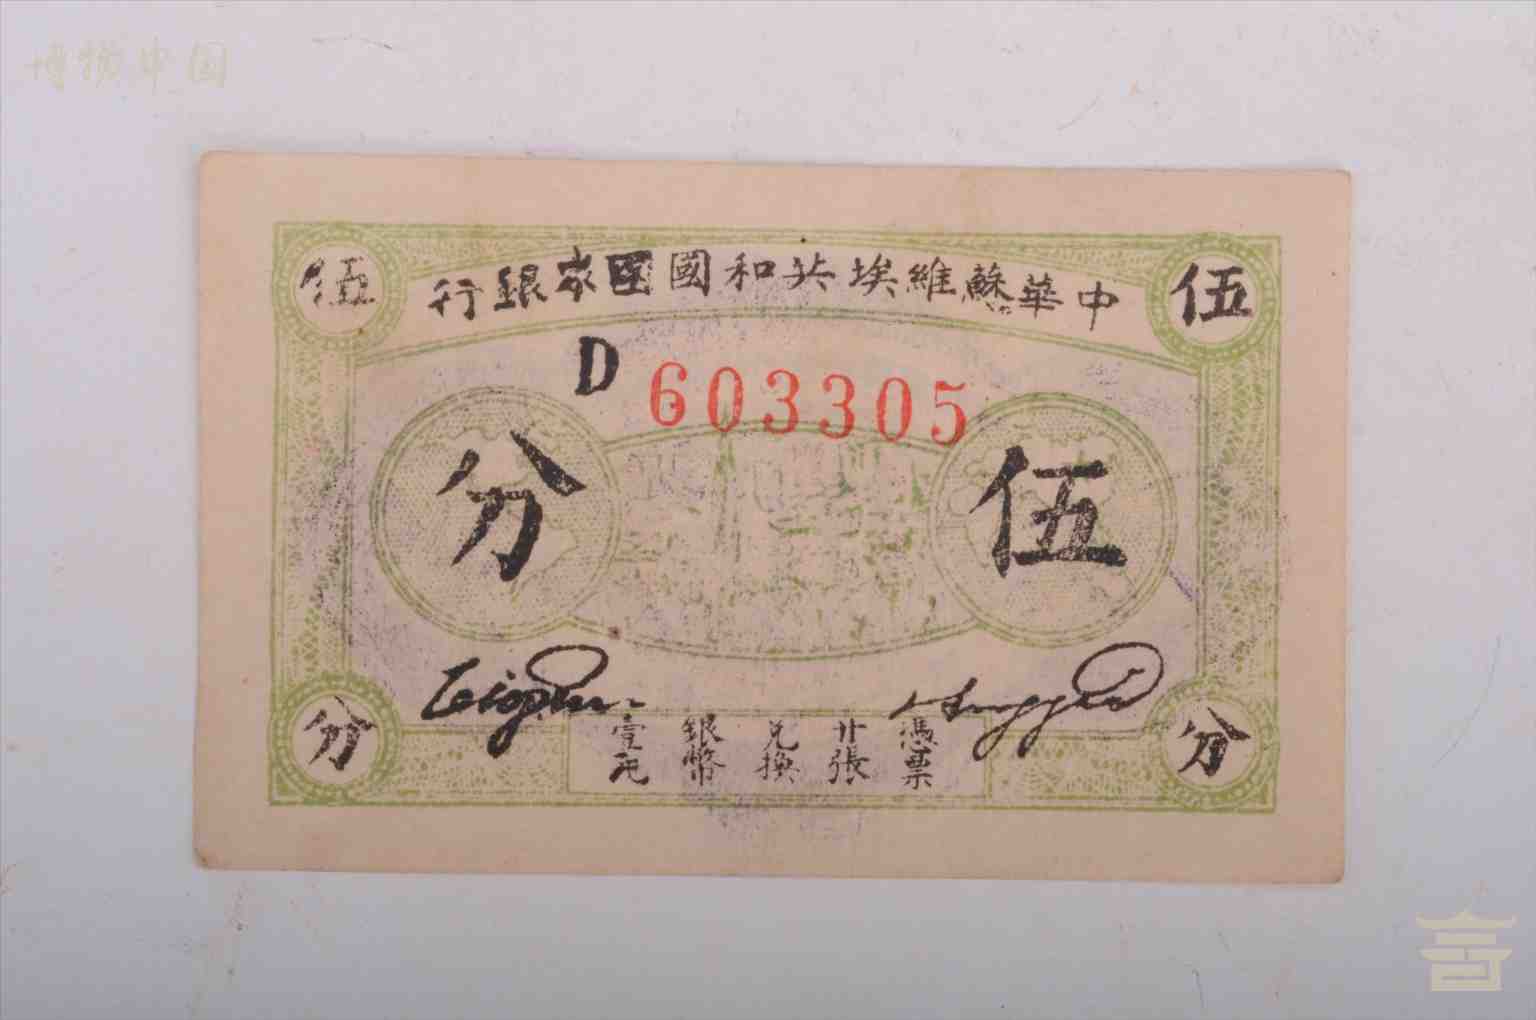 博物中国
中華蘇維埃共和國國家銀行
伍
伍
D 603305
伍分
分
分
憑票
廿張
兑換
銀幣
壹元